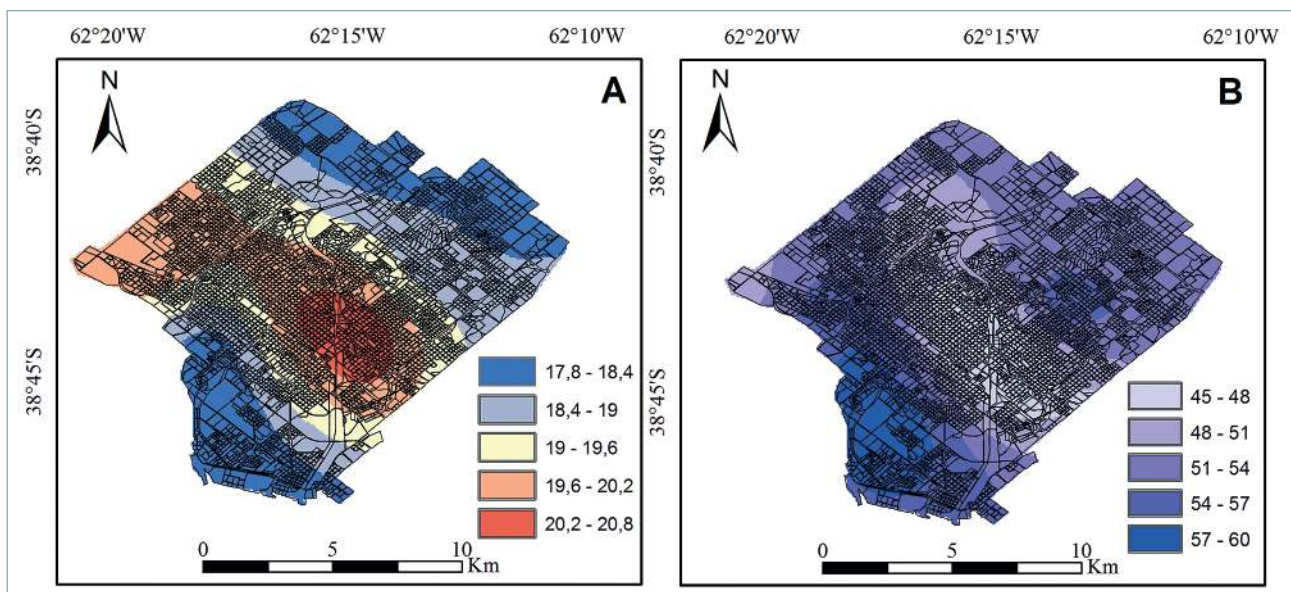 62°20'W 62°15'W 62°10'W
N
A
38°40'S
38°45'S
17,8 - 18,4
18,4 - 19
19 - 19,6
19,6 - 20,2
20,2 - 20,8
0 5 10
Km
62°20'W 62°15'W 62°10'W
N
B
38°40'S
38°45'S
45 - 48
48 - 51
51 - 54
54 - 57
57 - 60
0 5 10
Km